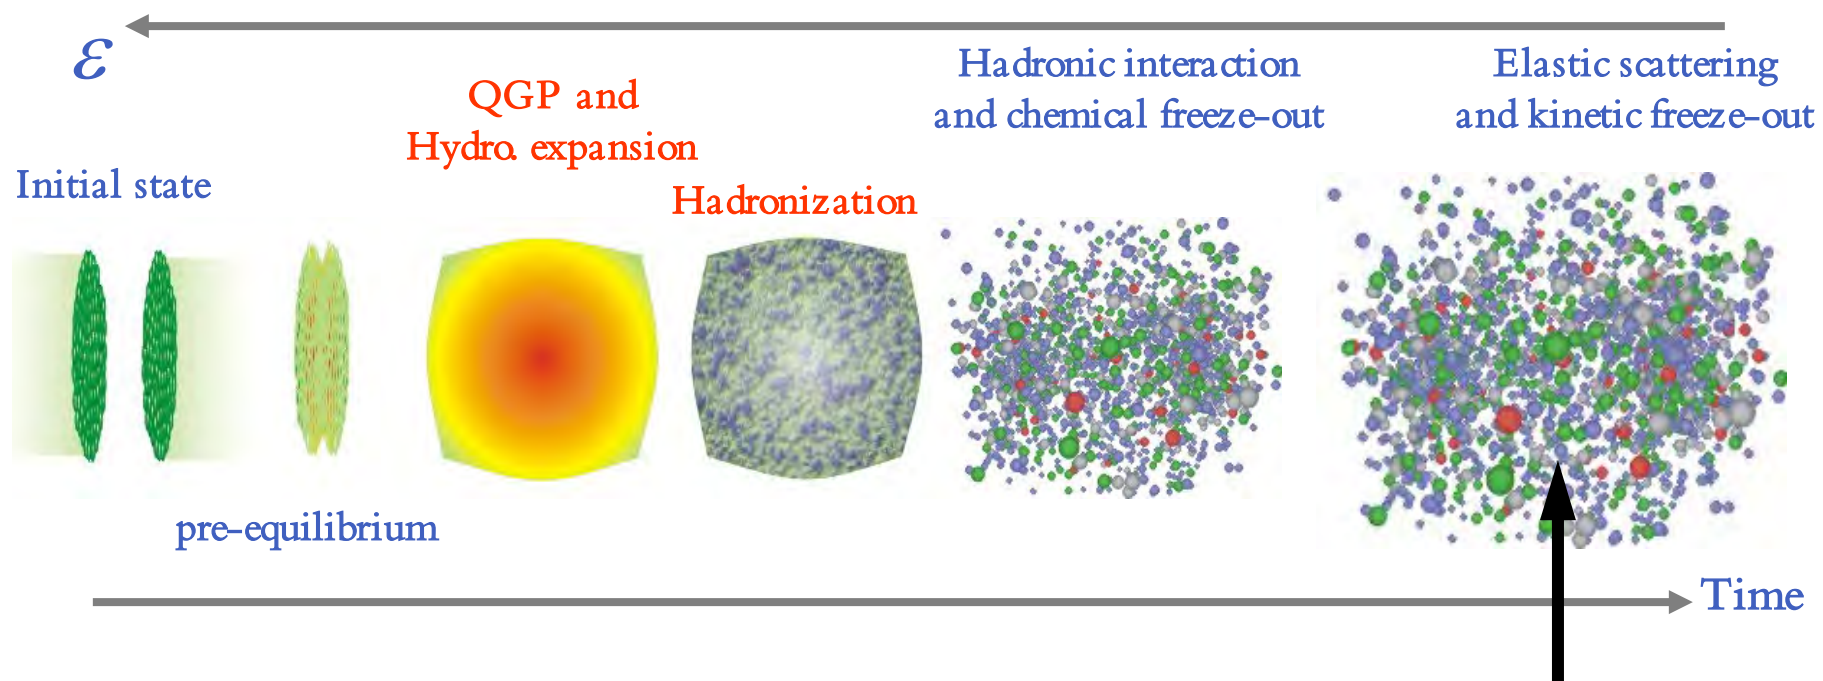 ε
Hadronic interaction
and chemical freeze-out
Elastic scattering
and kinetic freeze-out
QGP and
Hydro. expansion
Initial state
Hadronization
pre-equilibrium
Time